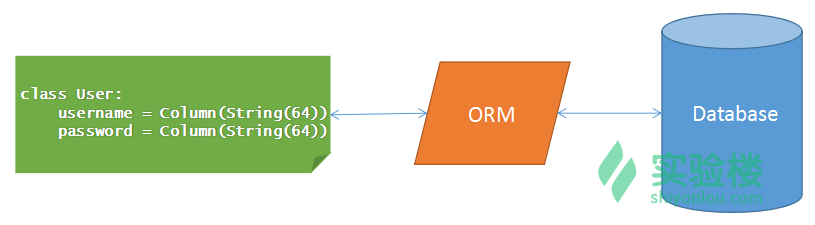 class User:
    username = Column(String(64))
    password = Column(String(64))
ORM
Database
实验楼
shiyanlou.com